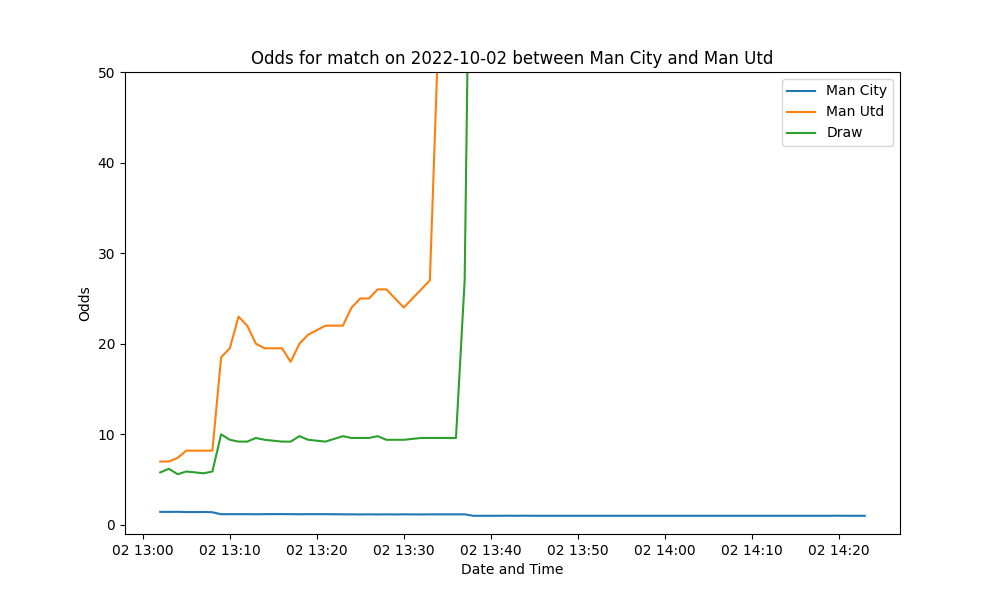 Odds for match on 2022-10-02 between Man City and Man Utd
Man City
Man Utd
Draw
Odds
50
40
30
20
10
0
02 13:00 02 13:10 02 13:20 02 13:30 02 13:40 02 13:50 02 14:00 02 14:10 02 14:20
Date and Time